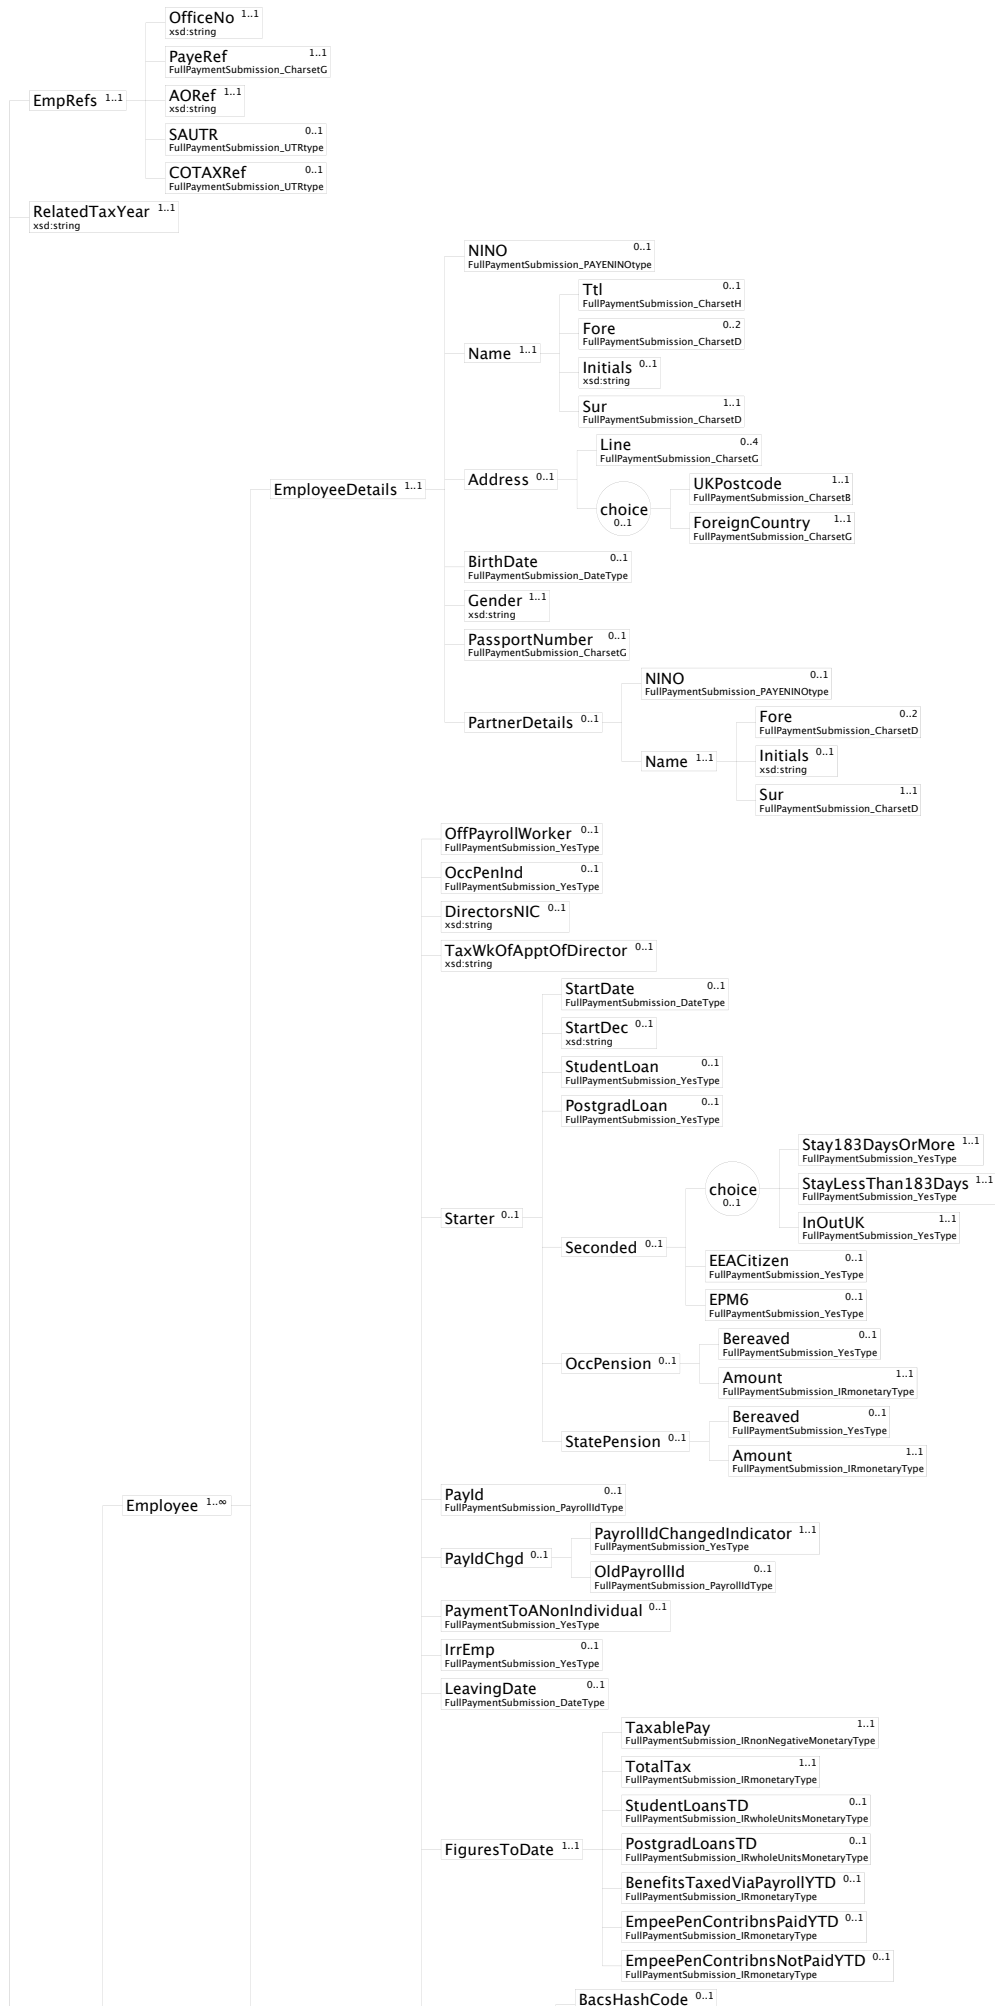 OfficeNo 1..1
xsd:string
PayeRef 1..1
FullPaymentSubmission_CharsetG
EmpRefs 1..1
AORef 1..1
xsd:string
SAUTR 0..1
FullPaymentSubmission_UTRtype
COTAXRef 0..1
FullPaymentSubmission_UTRtype
RelatedTaxYear 1..1
xsd:string
NINO 0..1
FullPaymentSubmission_PAYENINOtype
Ttl 0..1
FullPaymentSubmission_CharsetH
Fore 0..2
FullPaymentSubmission_CharsetD
Name 1..1
Initials 0..1
xsd:string
Sur 1..1
FullPaymentSubmission_CharsetD
Line 0..4
FullPaymentSubmission_CharsetG
Address 0..1
EmployeeDetails 1..1
UKPostcode 1..1
FullPaymentSubmission_CharsetB
choice
0..1
ForeignCountry 1..1
FullPaymentSubmission_CharsetG
BirthDate 0..1
FullPaymentSubmission_DateType
Gender 1..1
xsd:string
PassportNumber 0..1
FullPaymentSubmission_CharsetG
NINO 0..1
FullPaymentSubmission_PAYENINOtype
PartnerDetails 0..1
Fore 0..2
FullPaymentSubmission_CharsetD
Name 1..1
Initials 0..1
xsd:string
Sur 1..1
FullPaymentSubmission_CharsetD
OffPayrollWorker 0..1
FullPaymentSubmission_YesType
OccPenInd 0..1
FullPaymentSubmission_YesType
DirectorsNIC 0..1
xsd:string
TaxWkOfApptOfDirector 0..1
xsd:string
StartDate 0..1
FullPaymentSubmission_DateType
StartDec 0..1
xsd:string
StudentLoan 0..1
FullPaymentSubmission_YesType
PostgradLoan 0..1
FullPaymentSubmission_YesType
Stay183DaysOrMore 1..1
FullPaymentSubmission_YesType
choice
0..1
StayLessThan183Days 1..1
FullPaymentSubmission_YesType
Starter 0..1
InOutUK 1..1
FullPaymentSubmission_YesType
Seconded 0..1
EEACitizen 0..1
FullPaymentSubmission_YesType
EPM6 0..1
FullPaymentSubmission_YesType
Bereaved 0..1
FullPaymentSubmission_YesType
OccPension 0..1
Amount 1..1
FullPaymentSubmission_IRmonetaryType
Bereaved 0..1
FullPaymentSubmission_YesType
StatePension 0..1
Amount 1..1
FullPaymentSubmission_IRmonetaryType
PayId 0..1
FullPaymentSubmission_PayrollIdType
Employee 1..∞
PayrollIdChangedIndicator 1..1
FullPaymentSubmission_YesType
PayIdChgd 0..1
OldPayrollId 0..1
FullPaymentSubmission_PayrollIdType
PaymentToANonIndividual 0..1
FullPaymentSubmission_YesType
IrrEmp 0..1
FullPaymentSubmission_YesType
LeavingDate 0..1
FullPaymentSubmission_DateType
TaxablePay 1..1
FullPaymentSubmission_IRnonNegativeMonetaryType
TotalTax 1..1
FullPaymentSubmission_IRmonetaryType
StudentLoansTD 0..1
FullPaymentSubmission_IRwholeUnitsMonetaryType
FiguresToDate 1..1
PostgradLoansTD 0..1
FullPaymentSubmission_IRwholeUnitsMonetaryType
BenefitsTaxedViaPayrollYTD 0..1
FullPaymentSubmission_IRmonetaryType
EmpeePenContribnsPaidYTD 0..1
FullPaymentSubmission_IRmonetaryType
EmpeePenContribnsNotPaidYTD 0..1
FullPaymentSubmission_IRmonetaryType
BacsHashCode 0..1